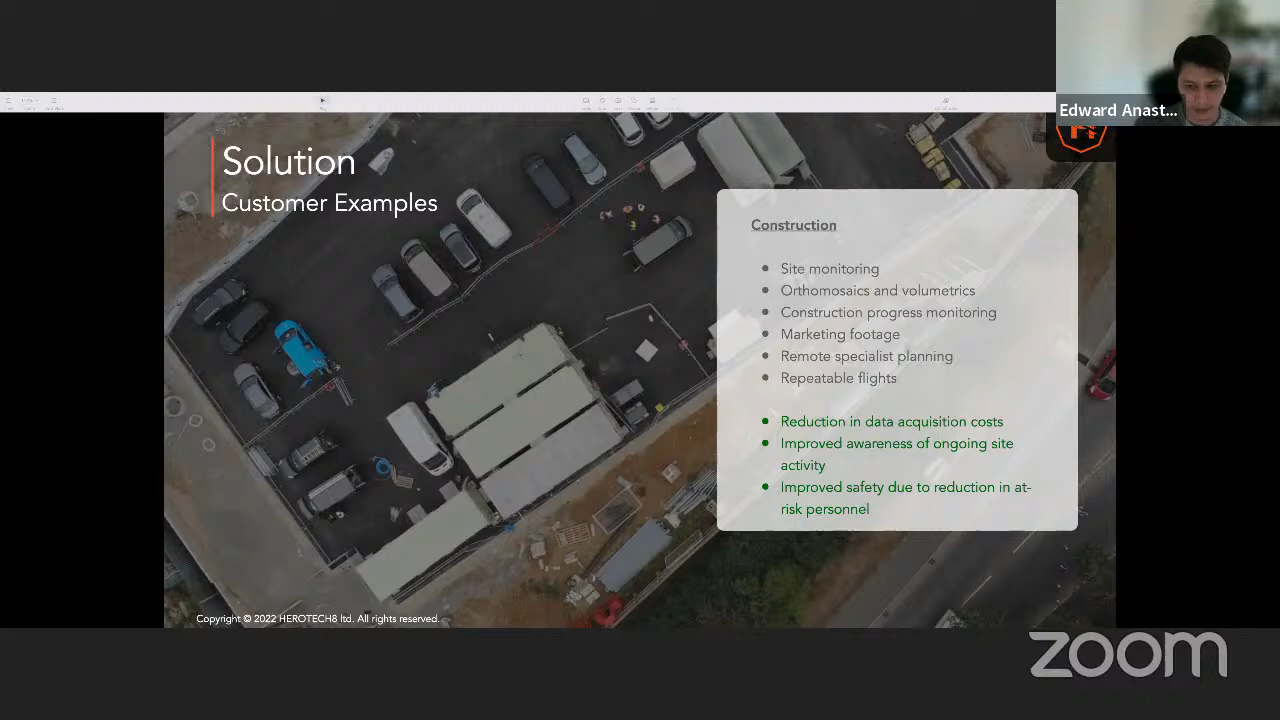 Edward Anast...
Solution
Customer Examples
Construction
• Site monitoring
• Orthomosaics and volumetrics
• Construction progress monitoring
• Marketing footage
• Remote specialist planning
• Repeatable flights
• Reduction in data acquisition costs
• Improved awareness of ongoing site
activity
• Improved safety due to reduction in at-
risk personnel
Copyright © 2022 HEROTECH8 ltd. All rights reserved.
zoom